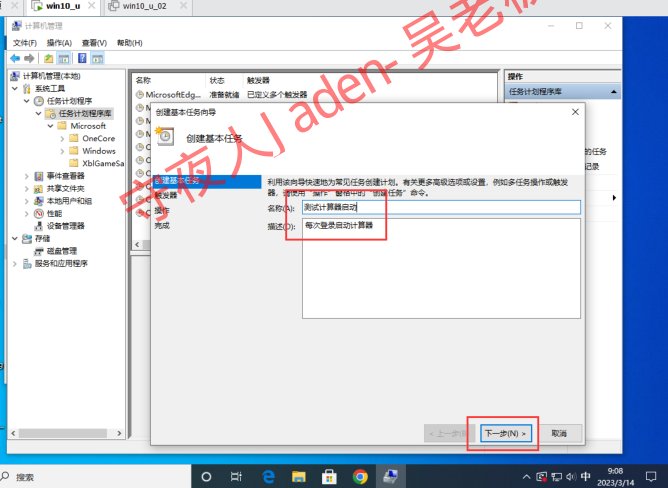 win10_u
win10_u_02
计算机管理
文件(F) 操作(A) 查看(V) 帮助(H)
计算机管理(本地)
系统工具
任务计划程序
任务计划程序库
Microsoft
OneCore
Windows
XblGameSa
事件查看器
共享文件夹
本地用户和组
性能
设备管理器
存储
磁盘管理
服务和应用程序
名称 状态 触发器
MicrosoftEdg... 准备就绪 已定义多个触发器
操作
任务计划程序库
的任务
记录
创建基本任务向导
创建基本任务
创建基本任务
触发器
操作
完成
利用该向导快速地为常见任务创建计划。有关更多高级选项或设置，例如多任务操作或触发
器，请使用“操作”窗格中的“创建任务”命令。
名称(A): 测试计算器启动
描述(D): 每次登录启动计算器
下一步(N) >
取消
守夜人J aden- 吴老
搜索
中
9:08
2023/3/14